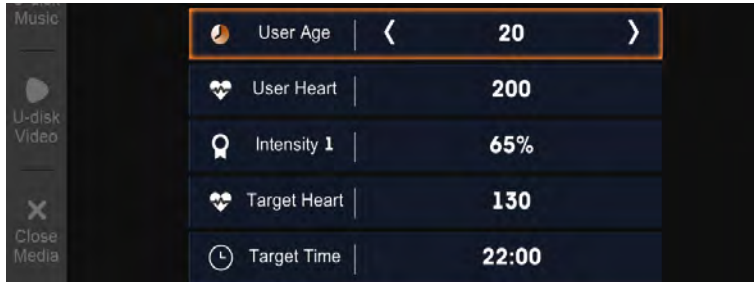 Music
U-disk
Video
Close
Media
User Age 20
User Heart 200
Intensity 1 65%
Target Heart 130
Target Time 22:00